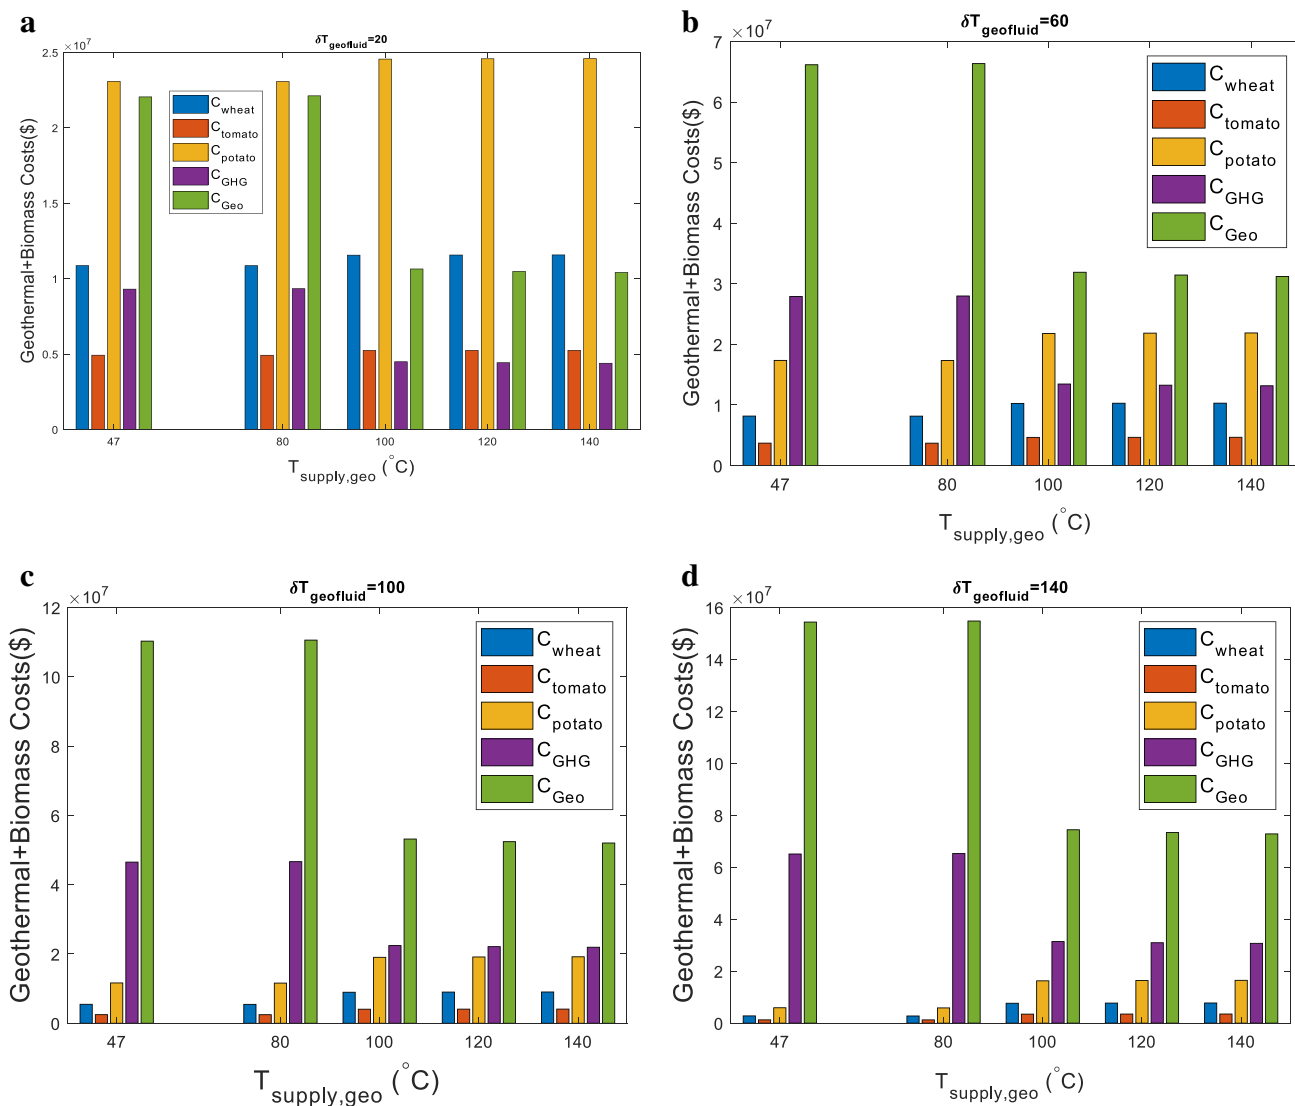 a
×10^7
δT_geofluid=20
Geothermal+Biomass Costs($)
2.5
2
1.5
1
0.5
0
C_wheat
C_tomato
C_potato
C_GHG
C_Geo
47
80
100
120
140
T_supply,geo (°C)
b
×10^7
δT_geofluid=60
Geothermal+Biomass Costs($)
7
6
5
4
3
2
1
0
C_wheat
C_tomato
C_potato
C_GHG
C_Geo
47
80
100
120
140
T_supply,geo (°C)
c
×10^7
δT_geofluid=100
Geothermal+Biomass Costs($)
12
10
8
6
4
2
0
C_wheat
C_tomato
C_potato
C_GHG
C_Geo
47
80
100
120
140
T_supply,geo (°C)
d
×10^7
δT_geofluid=140
Geothermal+Biomass Costs($)
16
14
12
10
8
6
4
2
0
C_wheat
C_tomato
C_potato
C_GHG
C_Geo
47
80
100
120
140
T_supply,geo (°C)